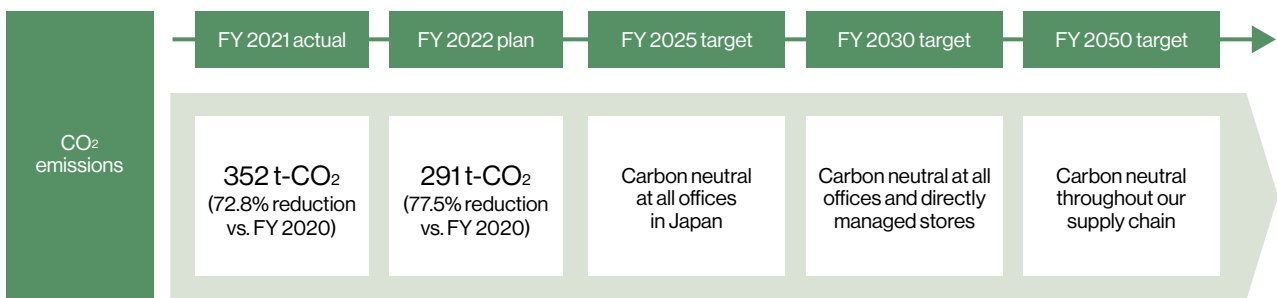 CO₂
emissions
FY 2021 actual
FY 2022 plan
FY 2025 target
FY 2030 target
FY 2050 target
352 t-CO₂
(72.8% reduction
vs. FY 2020)
291 t-CO₂
(77.5% reduction
vs. FY 2020)
Carbon neutral
at all offices
in Japan
Carbon neutral at all
offices and directly
managed stores
Carbon neutral
throughout our
supply chain